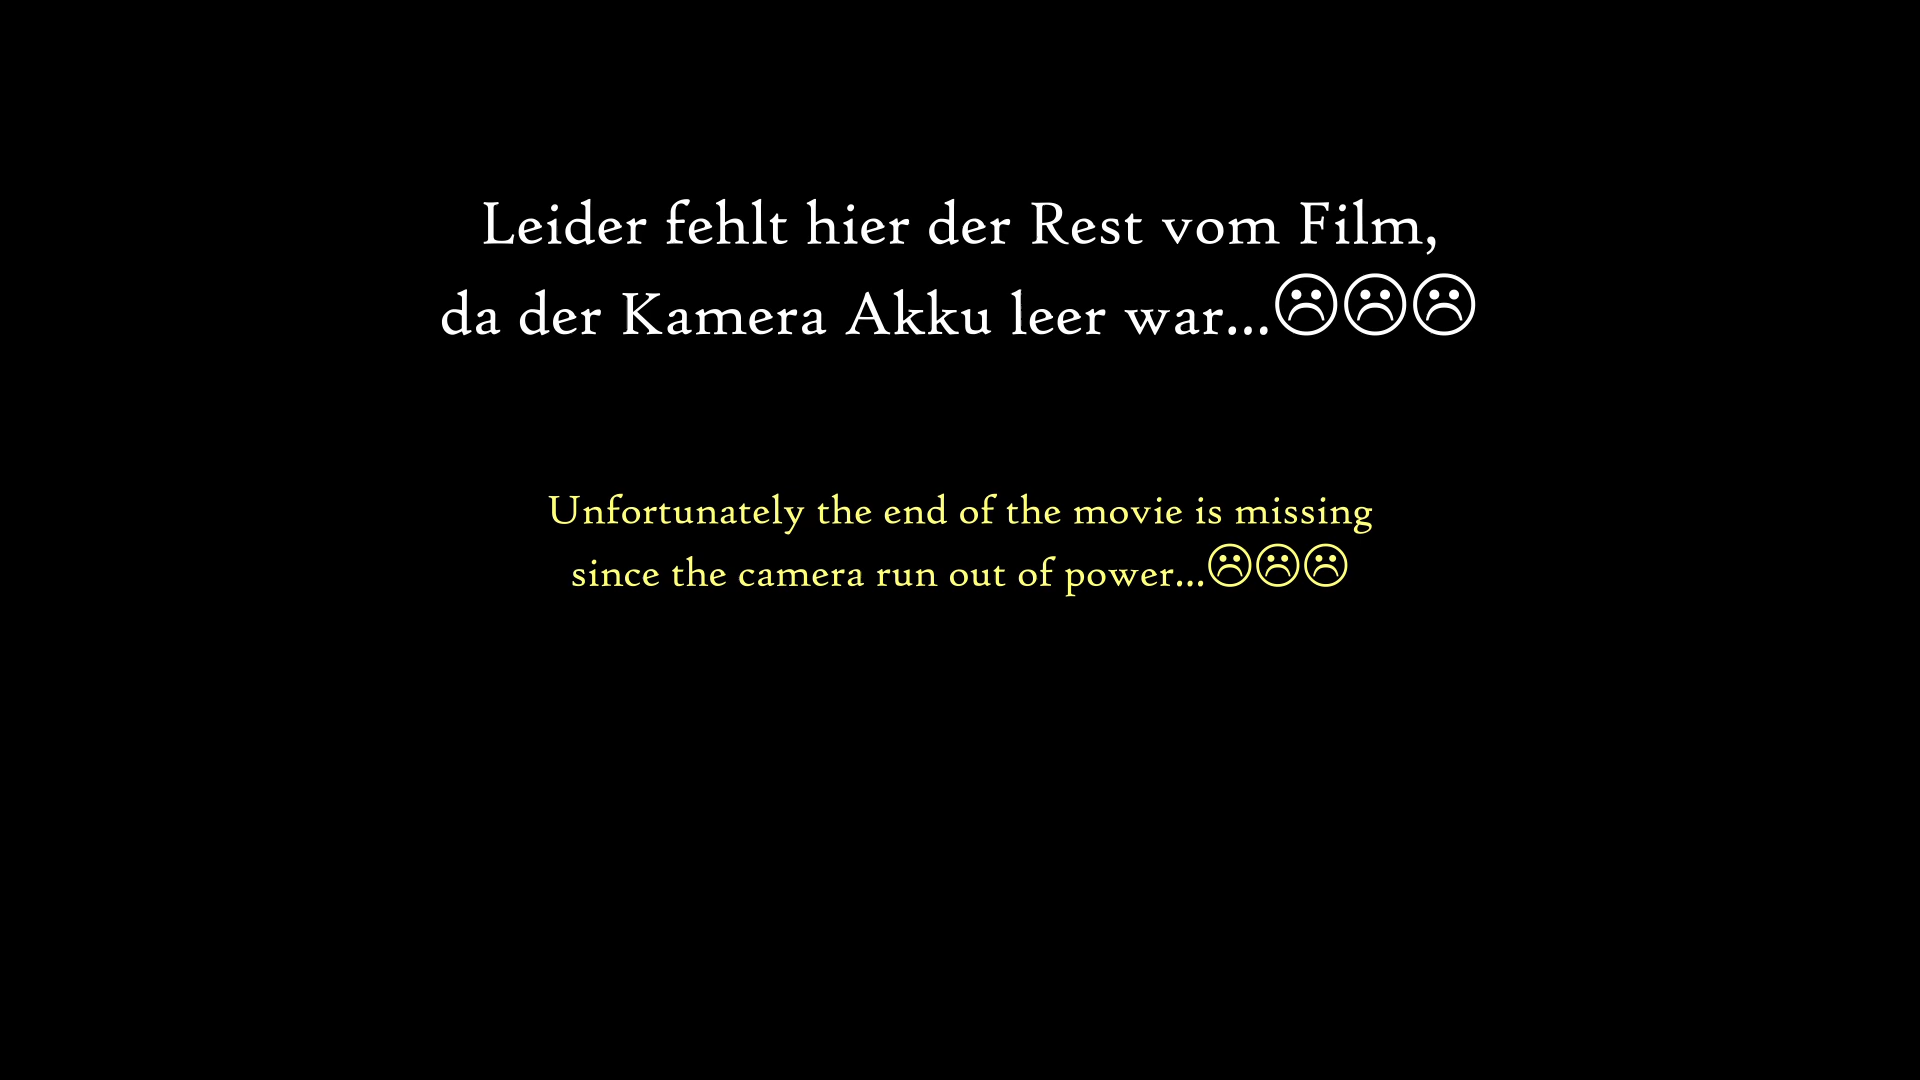 Leider fehlt hier der Rest vom Film,
da der Kamera Akku leer war...☹☹☹
Unfortunately the end of the movie is missing
since the camera run out of power...☹☹☹